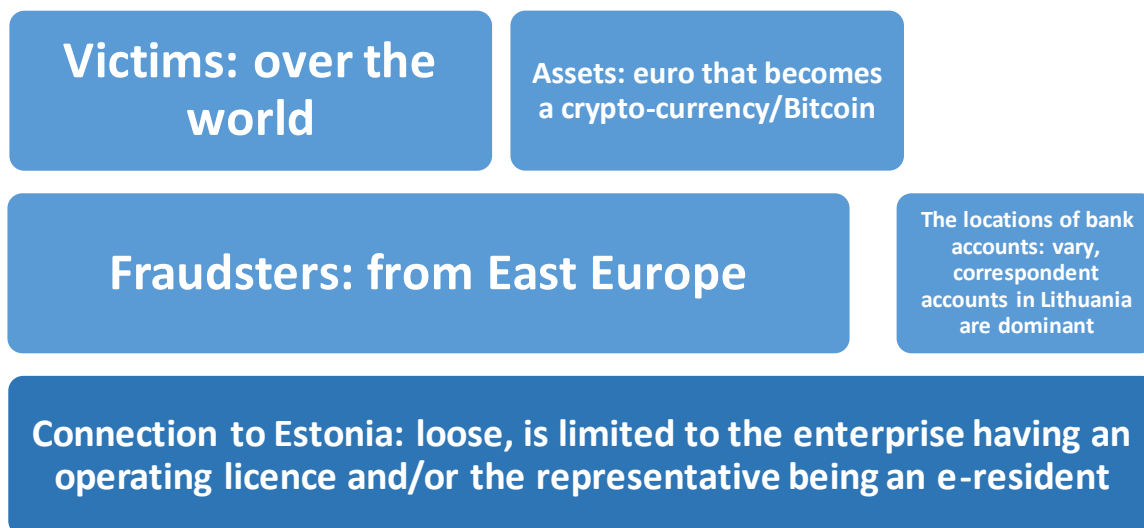 Victims: over the
world
Assets: euro that becomes
a crypto-currency/Bitcoin
Fraudsters: from East Europe
The locations of bank
accounts: vary,
correspondent
accounts in Lithuania
are dominant
Connection to Estonia: loose, is limited to the enterprise having an
operating licence and/or the representative being an e-resident